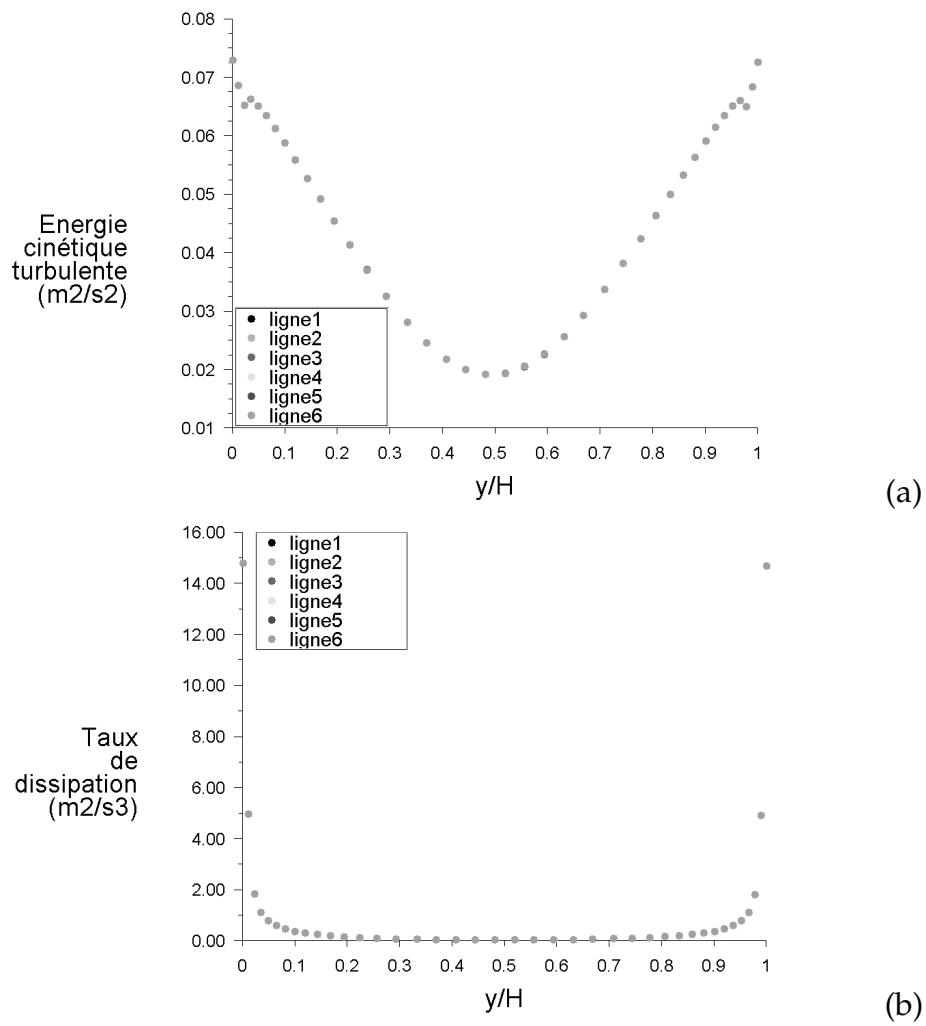 0.08
0.07
0.06
0.05
0.04
0.03
0.02
0.01
Energie
cinétique
turbulente
(m2/s2)
ligne1
ligne2
ligne3
ligne4
ligne5
ligne6
0 0.1 0.2 0.3 0.4 0.5 0.6 0.7 0.8 0.9 1
y/H
(a)
16.00
14.00
12.00
10.00
8.00
6.00
4.00
2.00
0.00
Taux
de
dissipation
(m2/s3)
ligne1
ligne2
ligne3
ligne4
ligne5
ligne6
0 0.1 0.2 0.3 0.4 0.5 0.6 0.7 0.8 0.9 1
y/H
(b)